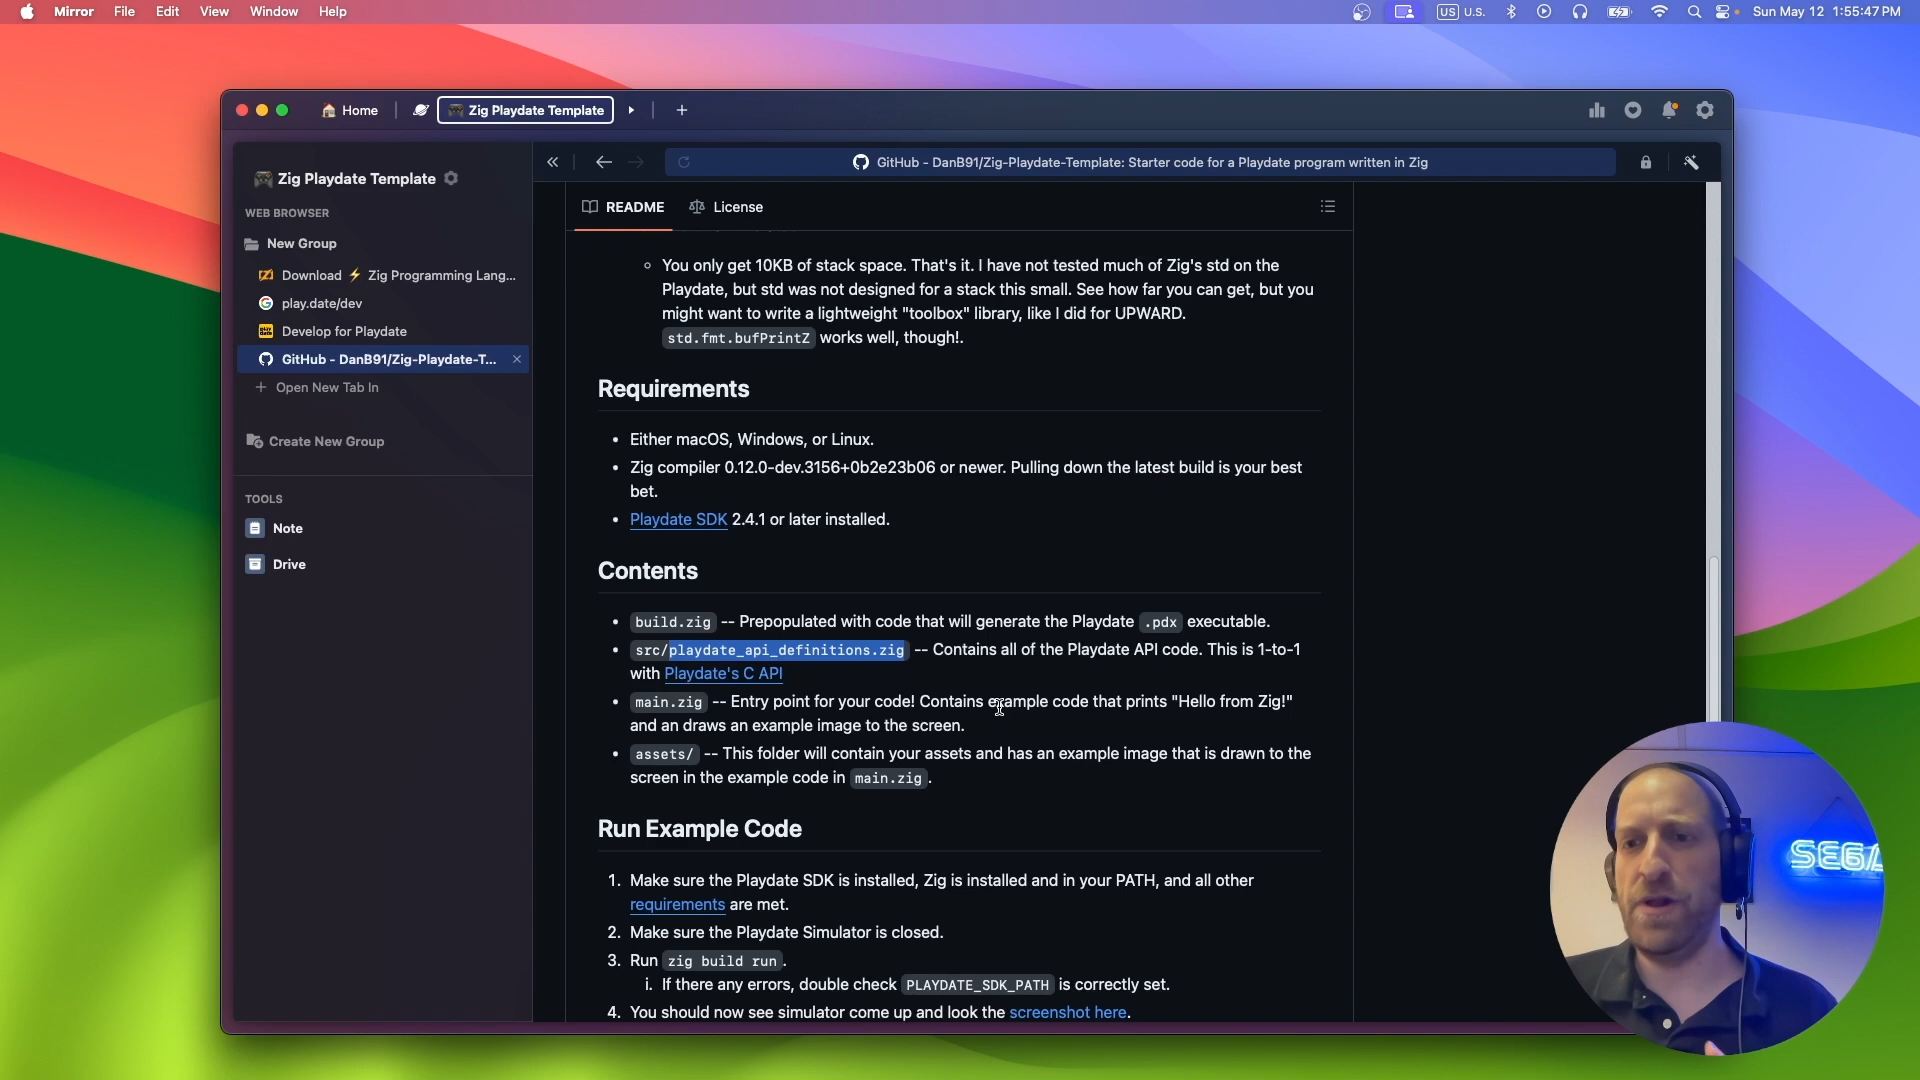 Mirror File Edit View Window Help
US U.S. Sun May 12 1:55:47 PM
Home Zig Playdate Template
Zig Playdate Template
GitHub - DanB91/Zig-Playdate-Template: Starter code for a Playdate program written in Zig
WEB BROWSER
New Group
Download ⚡ Zig Programming Lang...
play.date/dev
Develop for Playdate
GitHub - DanB91/Zig-Playdate-T...
Open New Tab In
Create New Group
TOOLS
Note
Drive
README License
You only get 10KB of stack space. That's it. I have not tested much of Zig's std on the
Playdate, but std was not designed for a stack this small. See how far you can get, but you
might want to write a lightweight "toolbox" library, like I did for UPWARD.
std.fmt.bufPrintZ works well, though!.
Requirements
• Either macOS, Windows, or Linux.
• Zig compiler 0.12.0-dev.3156+0b2e23b06 or newer. Pulling down the latest build is your best
bet.
• Playdate SDK 2.4.1 or later installed.
Contents
• build.zig -- Prepopulated with code that will generate the Playdate .pdx executable.
• src/playdate_api_definitions.zig -- Contains all of the Playdate API code. This is 1-to-1
with Playdate's C API
• main.zig -- Entry point for your code! Contains example code that prints "Hello from Zig!"
and an draws an example image to the screen.
• assets/ -- This folder will contain your assets and has an example image that is drawn to the
screen in the example code in main.zig.
Run Example Code
1. Make sure the Playdate SDK is installed, Zig is installed and in your PATH, and all other
requirements are met.
2. Make sure the Playdate Simulator is closed.
3. Run zig build run.
i. If there any errors, double check PLAYDATE_SDK_PATH is correctly set.
4. You should now see simulator come up and look the screenshot here.
SEGA